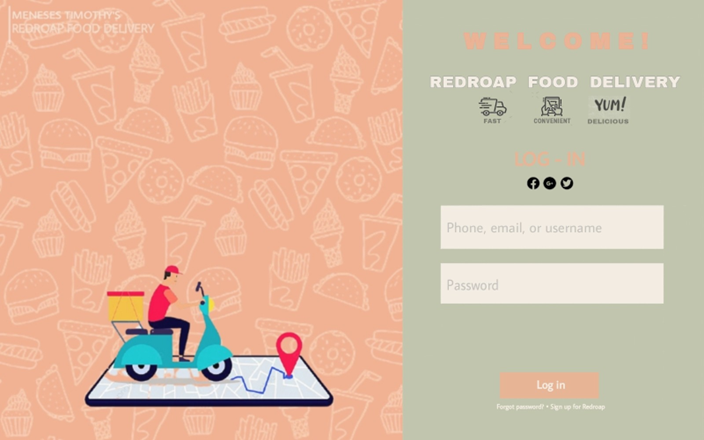 MENESES TIMOTHY'S
REDROAP FOOD DELIVERY
WELCOME!
REDROAP FOOD DELIVERY
YUM!
FAST CONVENIENT DELICIOUS
LOG - IN
Phone, email, or username
Password
Log in
Forgot password? • Sign up for Redroap